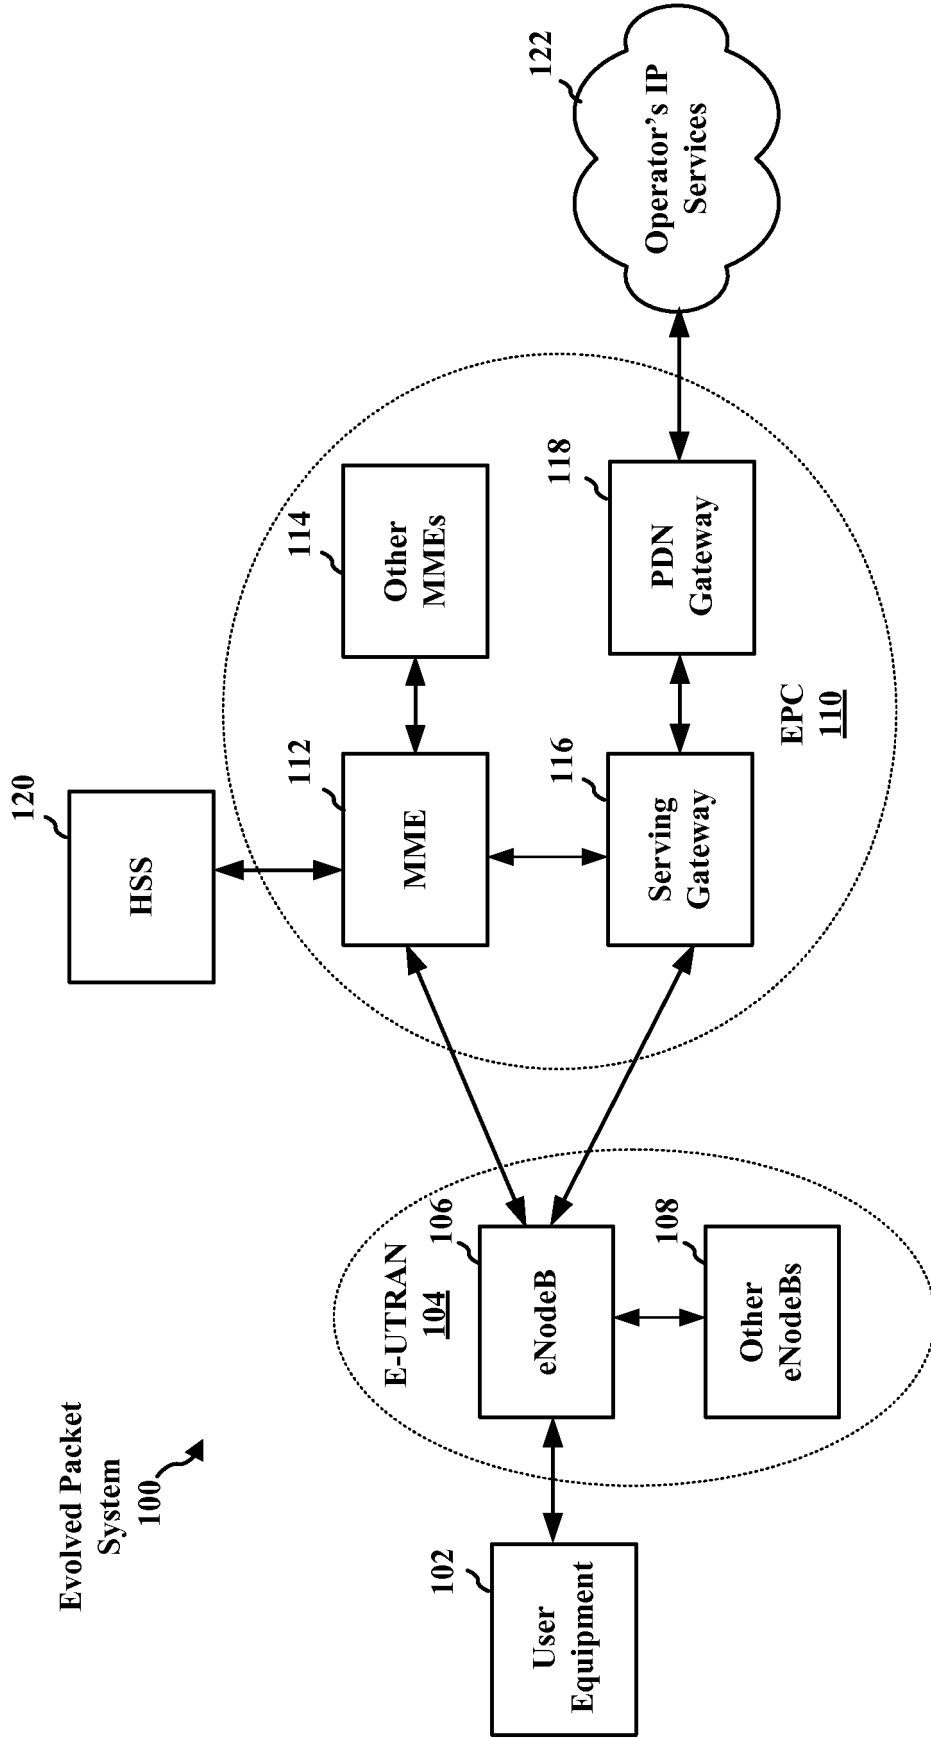 Evolved Packet
System
100
HSS
120
MME
112
Other
MMEs
114
E-UTRAN
104
User
Equipment
102
eNodeB
106
Other
eNodeBs
108
Serving
Gateway
116
PDN
Gateway
118
EPC
110
Operator's IP
Services
122